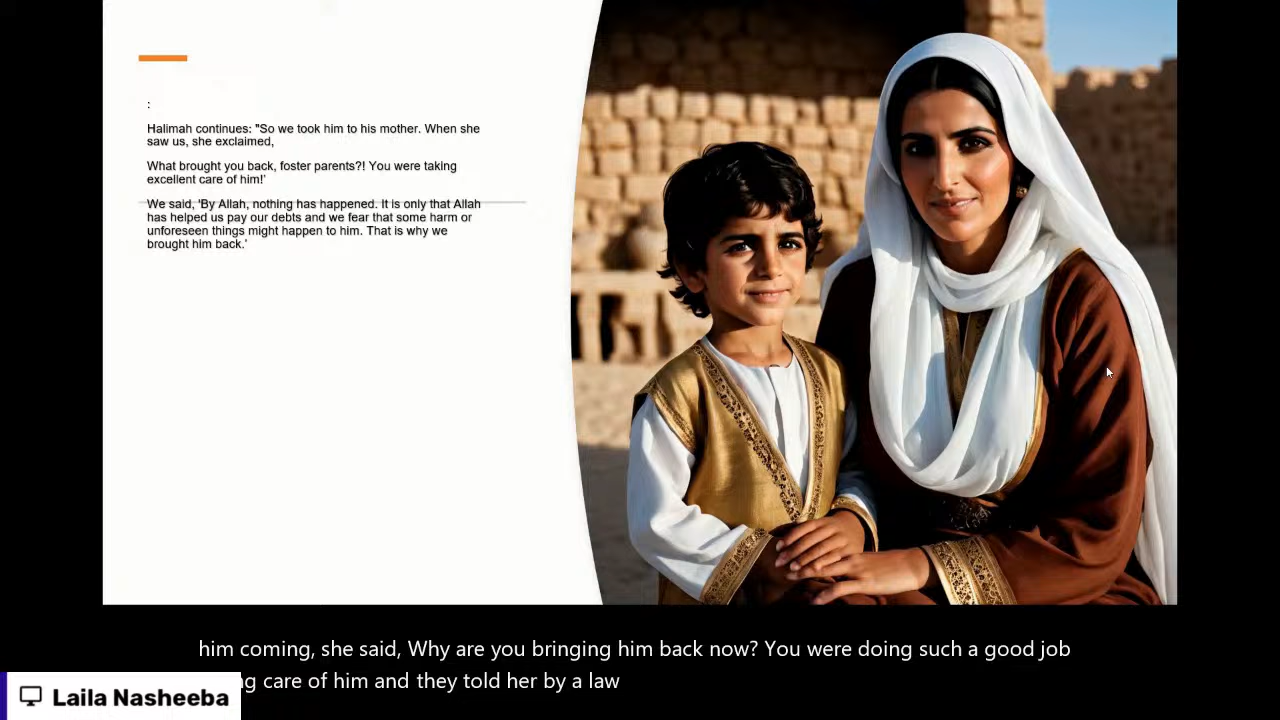 :
Halimah continues: "So we took him to his mother. When she
saw us, she exclaimed,
What brought you back, foster parents?! You were taking
excellent care of him!'
We said, 'By Allah, nothing has happened. It is only that Allah
has helped us pay our debts and we fear that some harm or
unforeseen things might happen to him. That is why we
brought him back.'
him coming, she said, Why are you bringing him back now? You were doing such a good job
ng care of him and they told her by a law
Laila Nasheeba